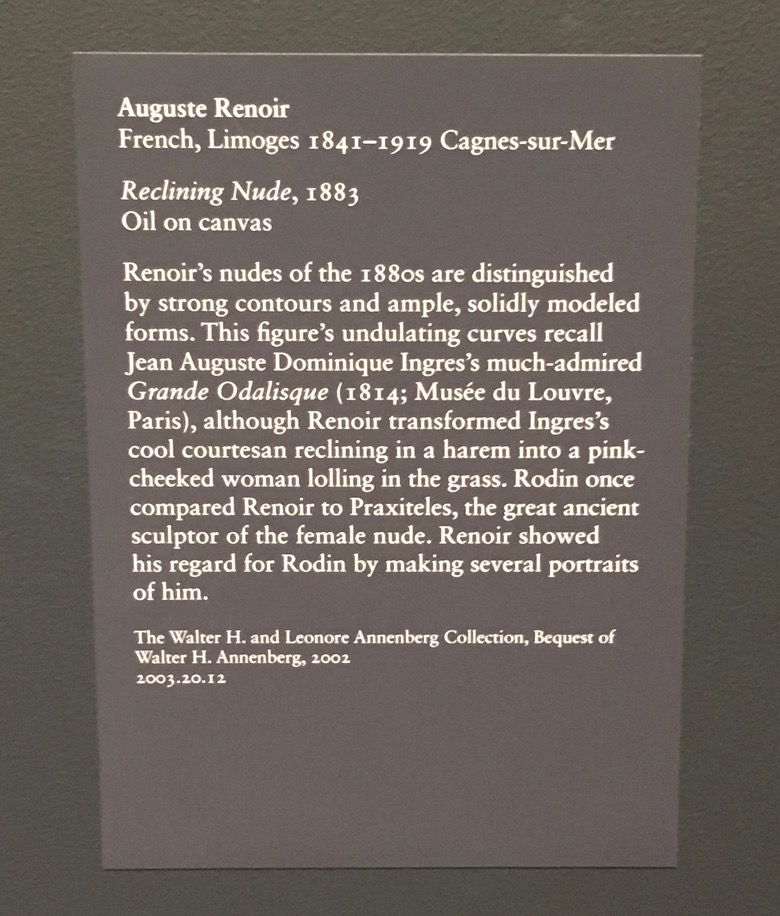 Auguste Renoir
French, Limoges 1841–1919 Cagnes-sur-Mer
Reclining Nude, 1883
Oil on canvas
Renoir's nudes of the 1880s are distinguished
by strong contours and ample, solidly modeled
forms. This figure's undulating curves recall
Jean Auguste Dominique Ingres's much-admired
Grande Odalisque (1814; Musée du Louvre,
Paris), although Renoir transformed Ingres's
cool courtesan reclining in a harem into a pink-
cheeked woman lolling in the grass. Rodin once
compared Renoir to Praxiteles, the great ancient
sculptor of the female nude. Renoir showed
his regard for Rodin by making several portraits
of him.
The Walter H. and Leonore Annenberg Collection, Bequest of
Walter H. Annenberg, 2002
2003.20.12